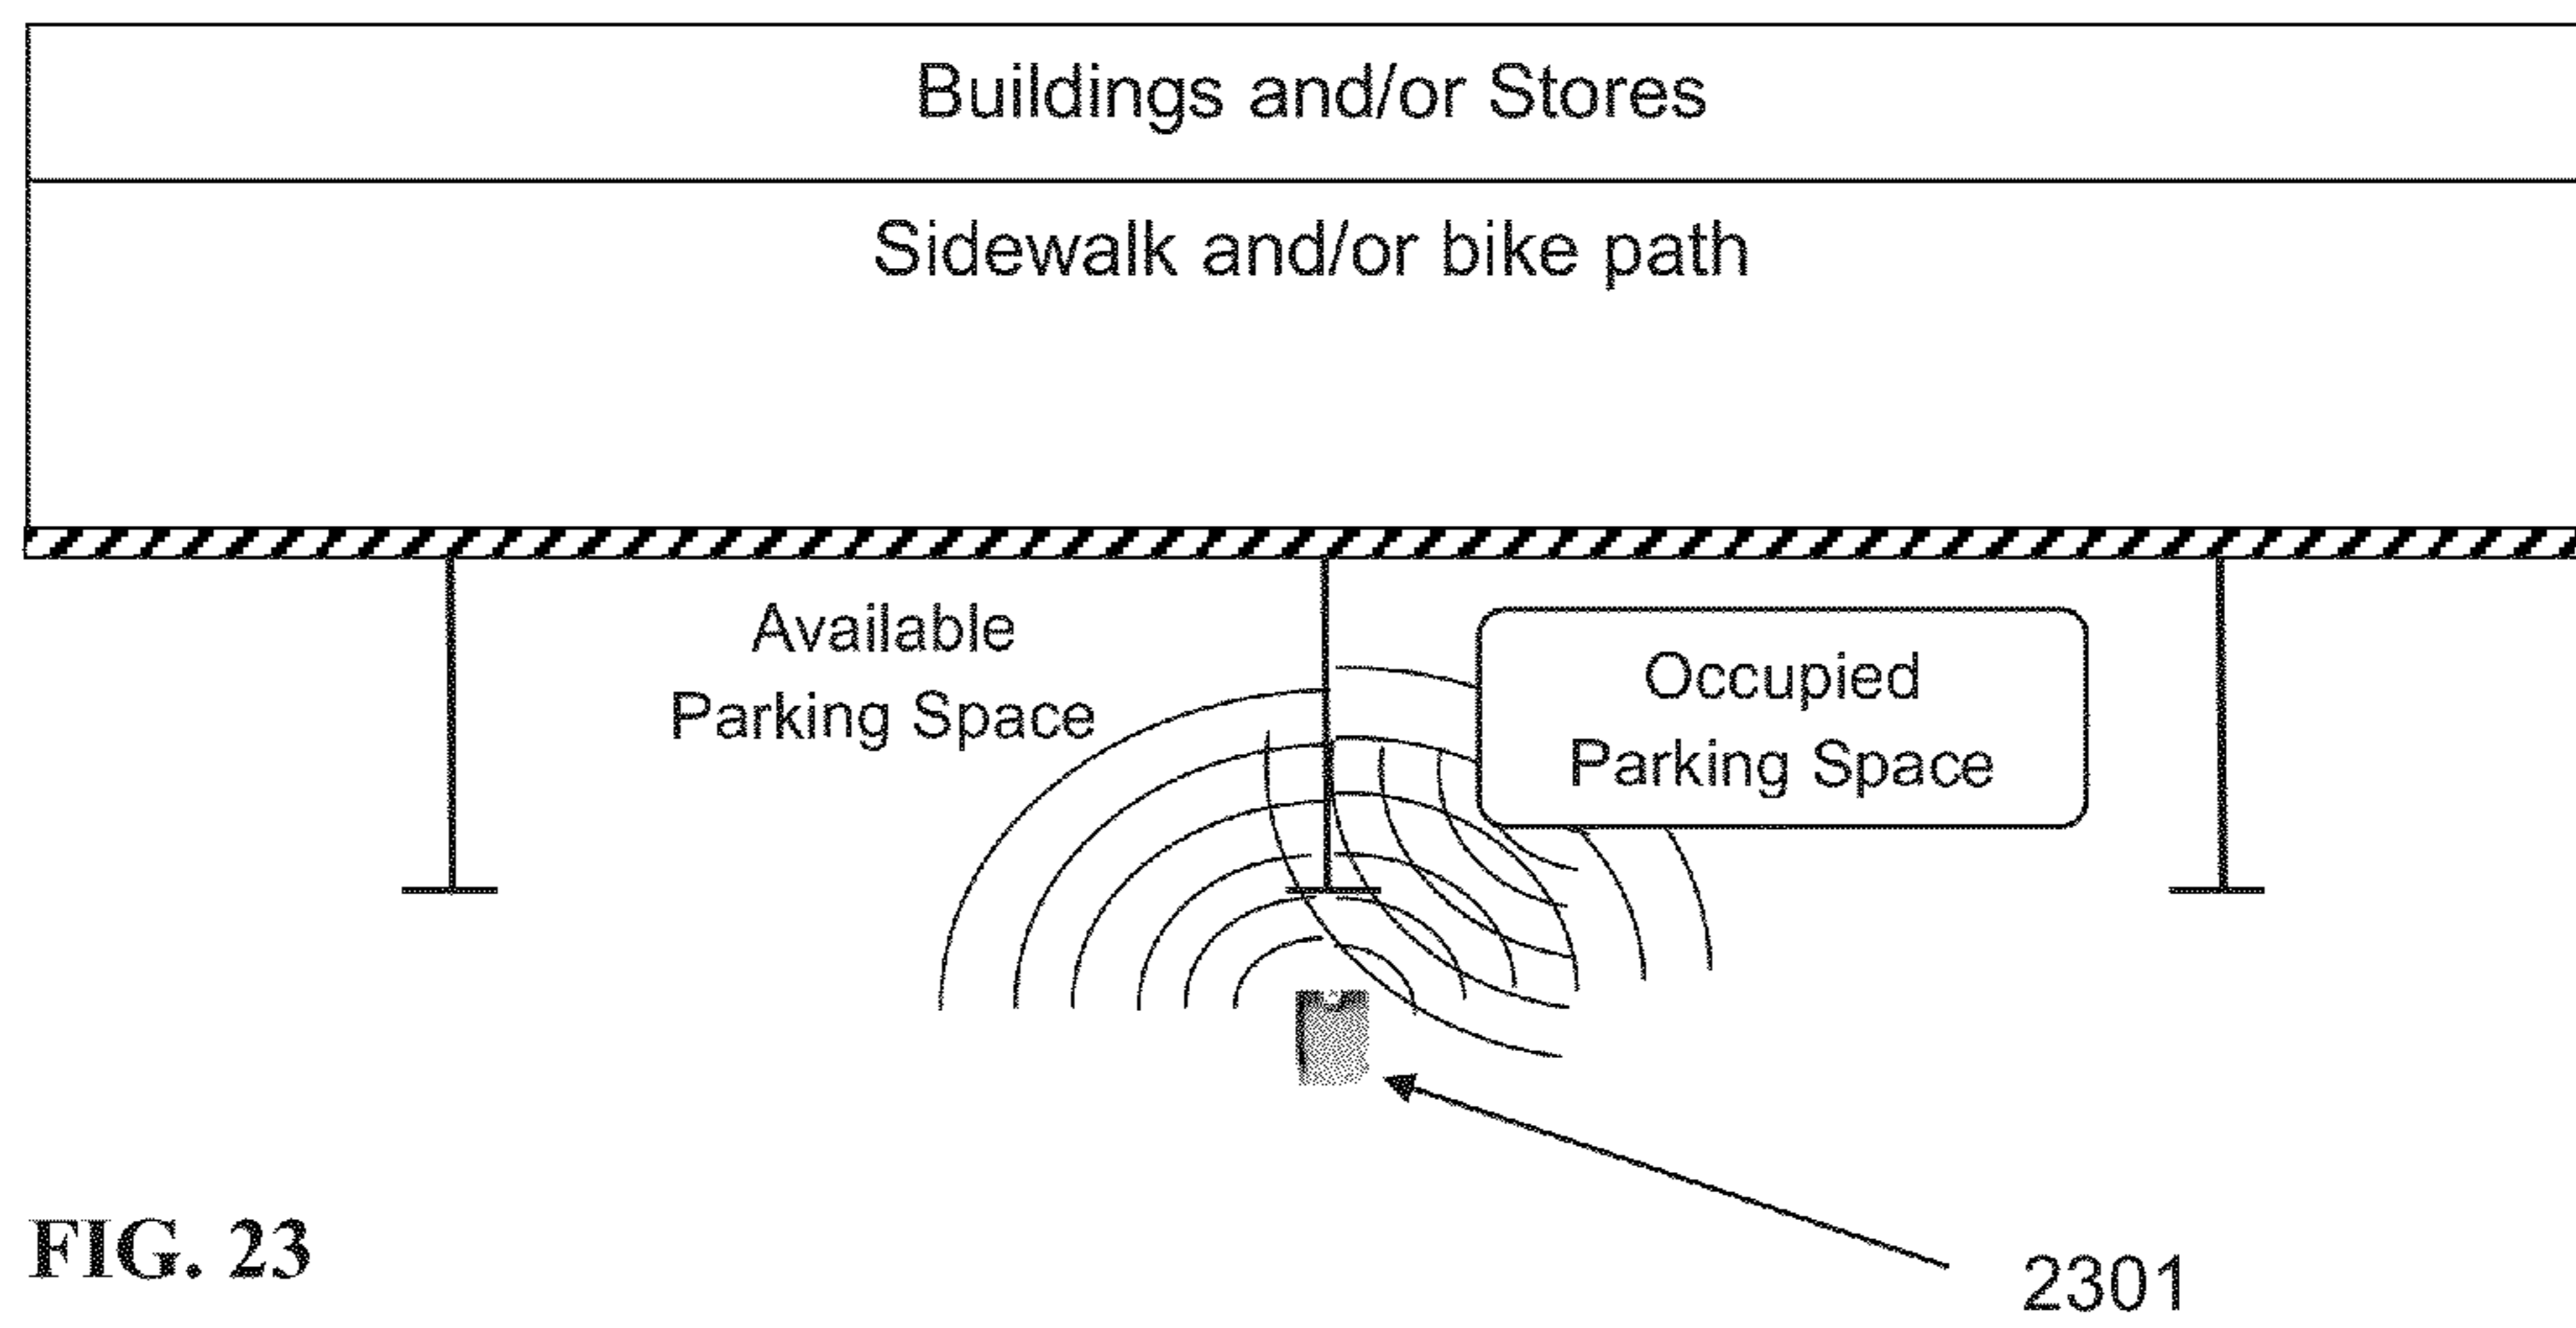 Buildings and/or Stores
Sidewalk and/or bike path
Available
Parking Space
Occupied
Parking Space
FIG. 23
2301